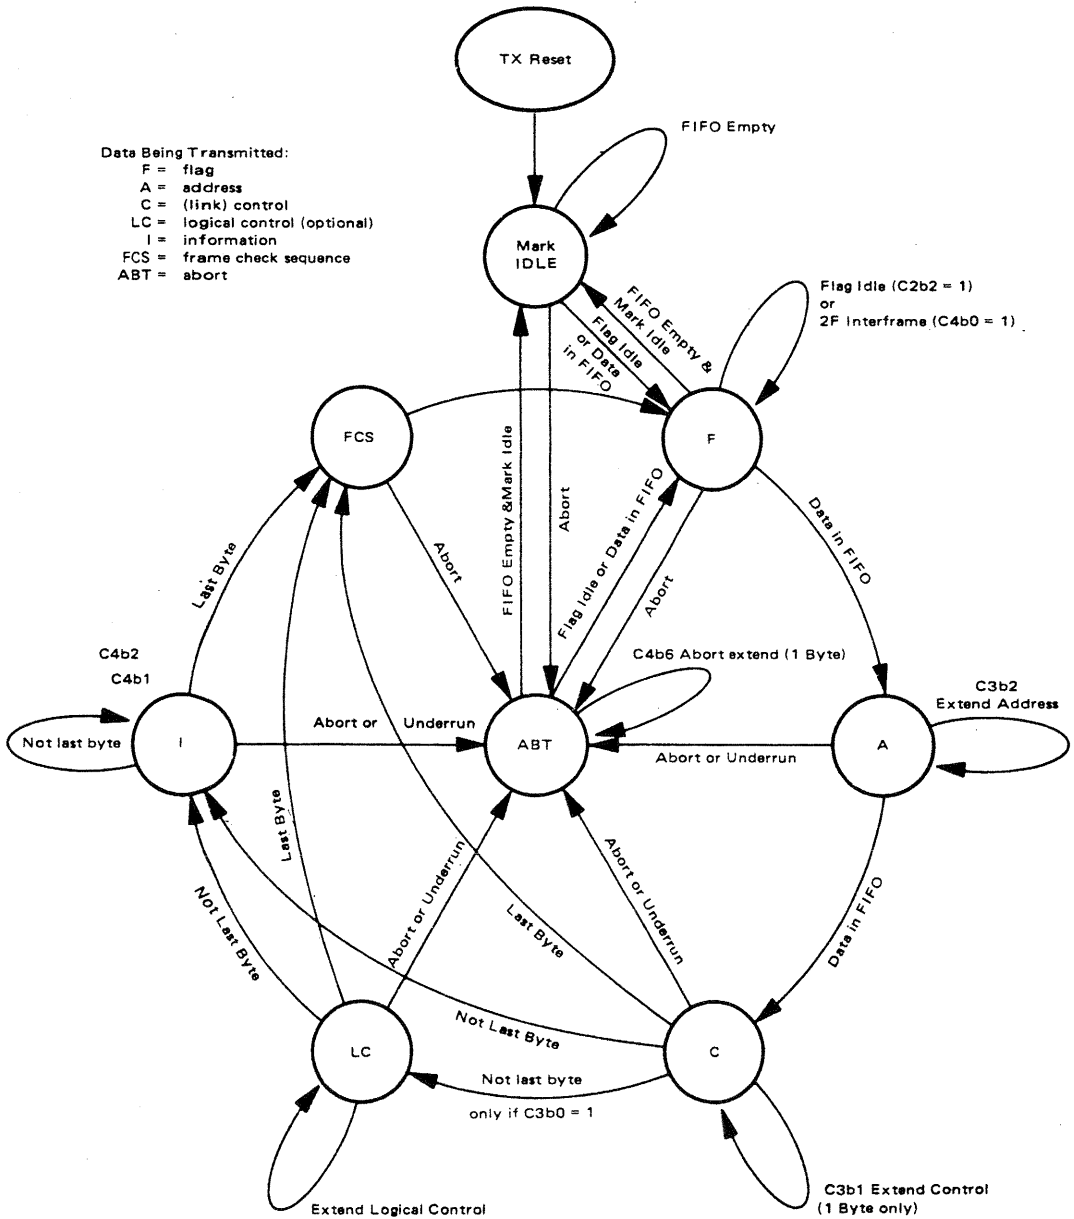 TX Reset
FIFO Empty
Data Being Transmitted:
F = flag
A = address
C = (link) control
LC = logical control (optional)
I = information
FCS = frame check sequence
ABT = abort
Mark
IDLE
Flag Idle (C2b2 = 1)
or
2F Interframe (C4b0 = 1)
FIFO Empty &
Mark Idle
Flag Idle
or Data
in FIFO
FCS
F
FIFO Empty &Mark Idle
Abort
Abort
Flag Idle or Data in FIFO
Abort
Data in FIFO
Last Byte
C4b2
C4b1
C4b6 Abort extend (1 Byte)
C3b2
Extend Address
Not last byte
I
Abort or Underrun
ABT
Abort or Underrun
A
Last Byte
Not Last Byte
Abort or Underrun
Last Byte
Abort or Underrun
Data in FIFO
Not Last Byte
LC
C
Not last byte
only if C3b0 = 1
Extend Logical Control
C3b1 Extend Control
(1 Byte only)